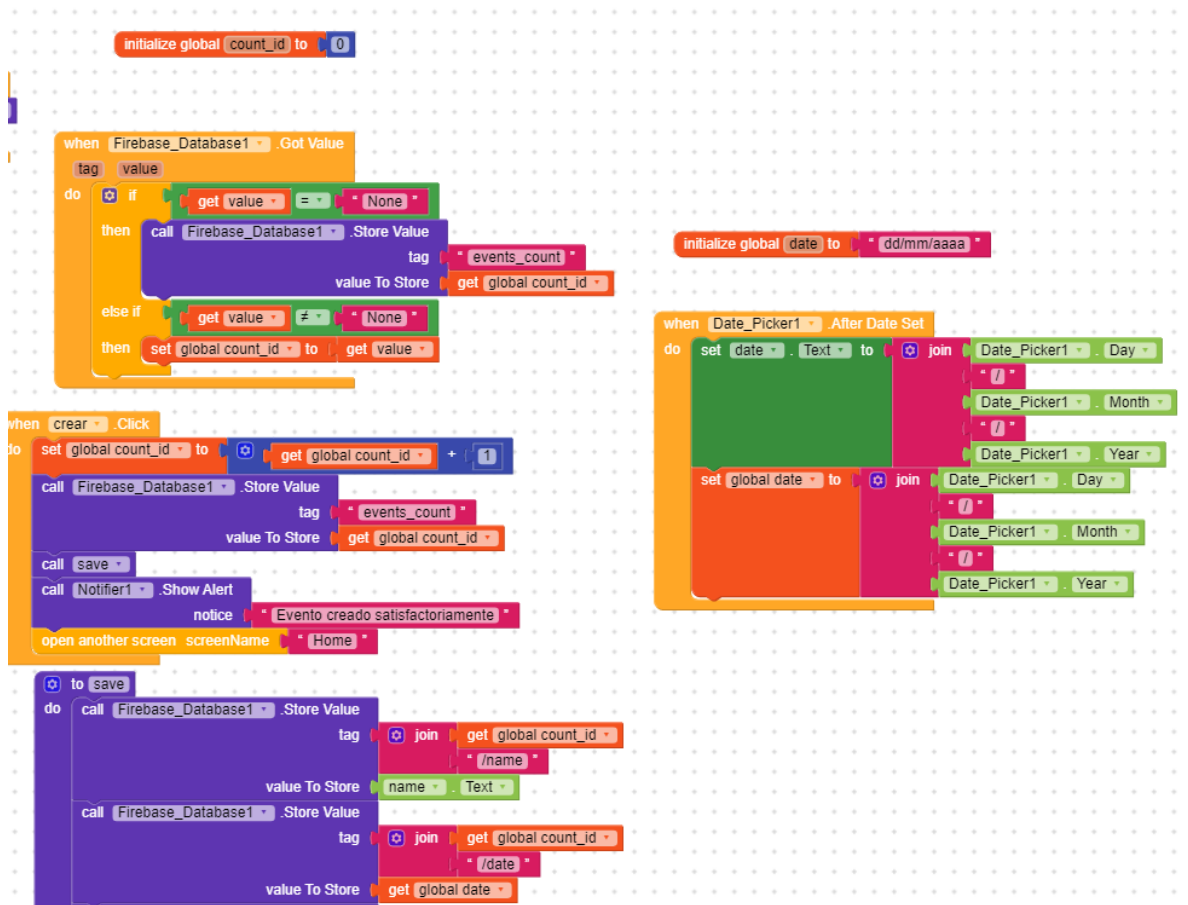 initialize global count_id to 0
when Firebase_Database1 .Got Value
tag value
do if get value = " None "
then call Firebase_Database1 .Store Value
tag " events_count "
value To Store get global count_id
else if get value ≠ " None "
then set global count_id to get value
when crear .Click
do set global count_id to get global count_id + 1
call Firebase_Database1 .Store Value
tag " events_count "
value To Store get global count_id
call save
call Notifier1 .Show Alert
notice " Evento creado satisfactoriamente "
open another screen screenName " Home "
to save
do call Firebase_Database1 .Store Value
tag join get global count_id
" /name "
value To Store name . Text
call Firebase_Database1 .Store Value
tag join get global count_id
" /date "
value To Store get global date
initialize global date to " dd/mm/aaaa "
when Date_Picker1 .After Date Set
do set date . Text to join Date_Picker1 . Day
" / "
Date_Picker1 . Month
" / "
Date_Picker1 . Year
set global date to join Date_Picker1 . Day
" / "
Date_Picker1 . Month
" / "
Date_Picker1 . Year